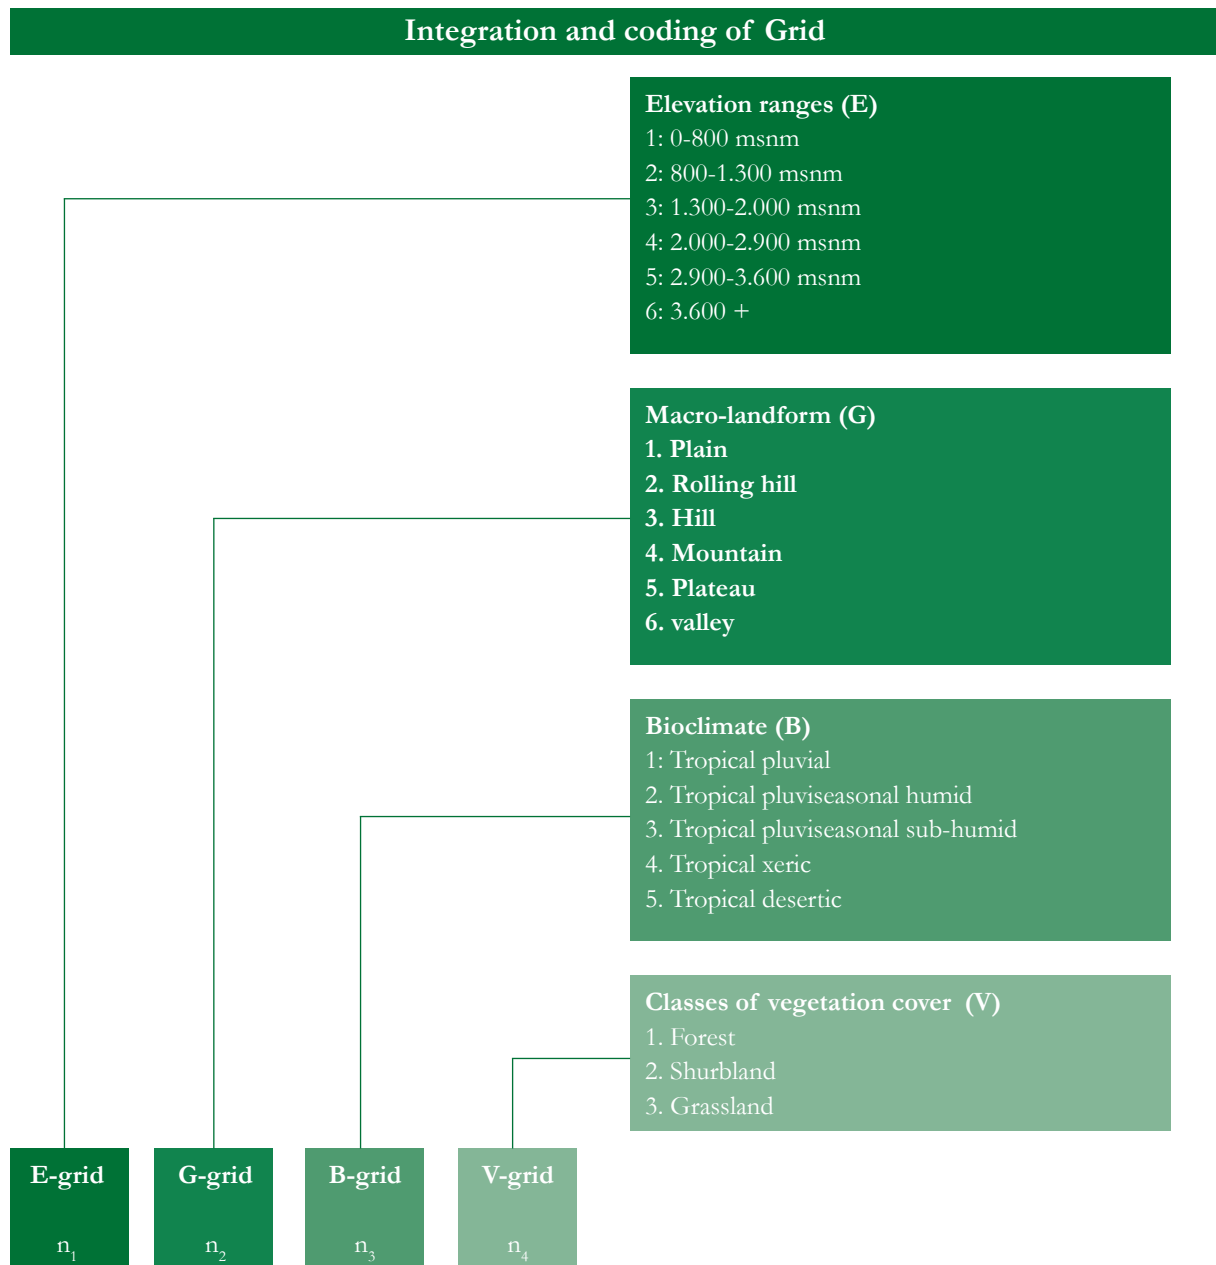 Integration and coding of Grid
Elevation ranges (E)
1: 0-800 msnm
2: 800-1.300 msnm
3: 1.300-2.000 msnm
4: 2.000-2.900 msnm
5: 2.900-3.600 msnm
6: 3.600 +
Macro-landform (G)
1. Plain
2. Rolling hill
3. Hill
4. Mountain
5. Plateau
6. valley
Bioclimate (B)
1: Tropical pluvial
2. Tropical pluviseasonal humid
3. Tropical pluviseasonal sub-humid
4. Tropical xeric
5. Tropical desertic
Classes of vegetation cover (V)
1. Forest
2. Shurbland
3. Grassland
E-grid
n1
G-grid
n2
B-grid
n3
V-grid
n4